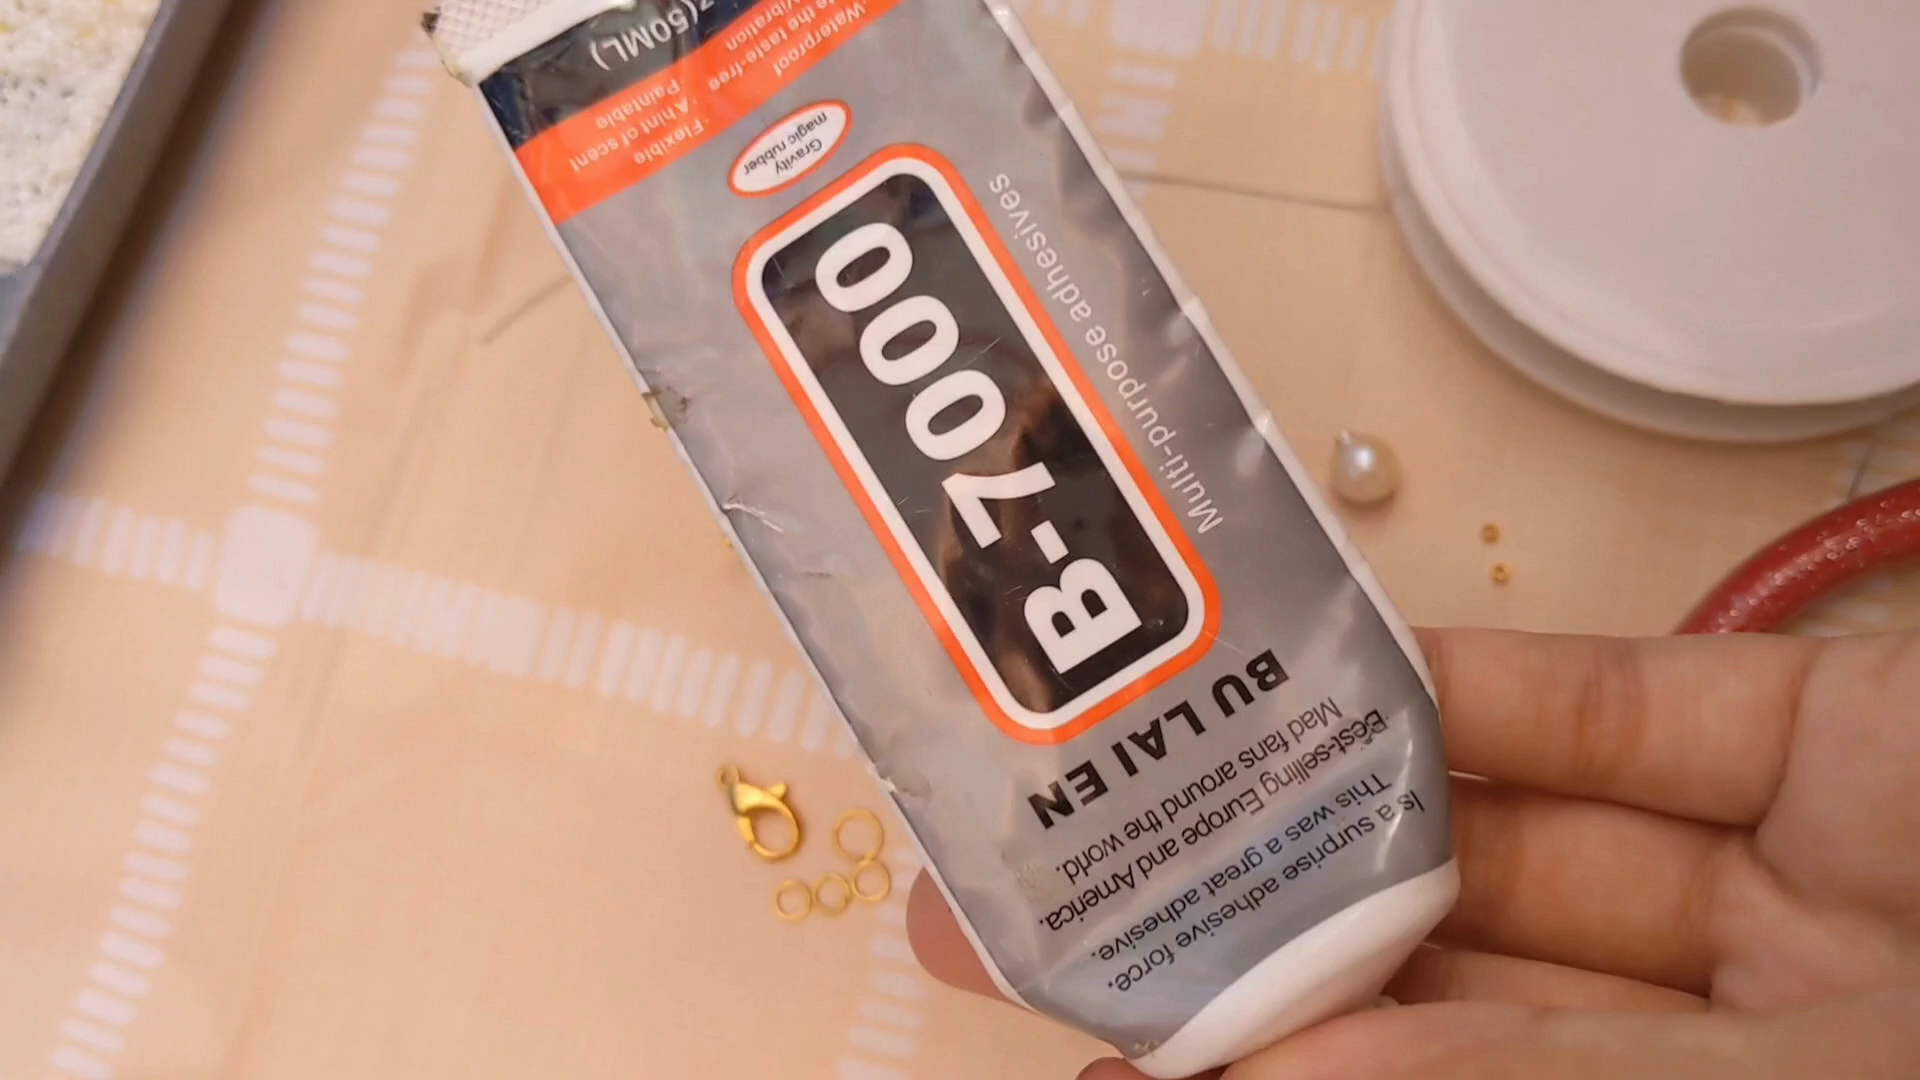 Is a surprise adhesive force.
This was a great adhesive.
Best-selling Europe and America.
Mad fans around the world.
BU LAI EN
B-7000
Multi-purpose adhesives
Gravity
magic rubber
·Flexible
·A hint of scent
·Paintable
·Waterproof
the taste-free
Vibration
(50ML)